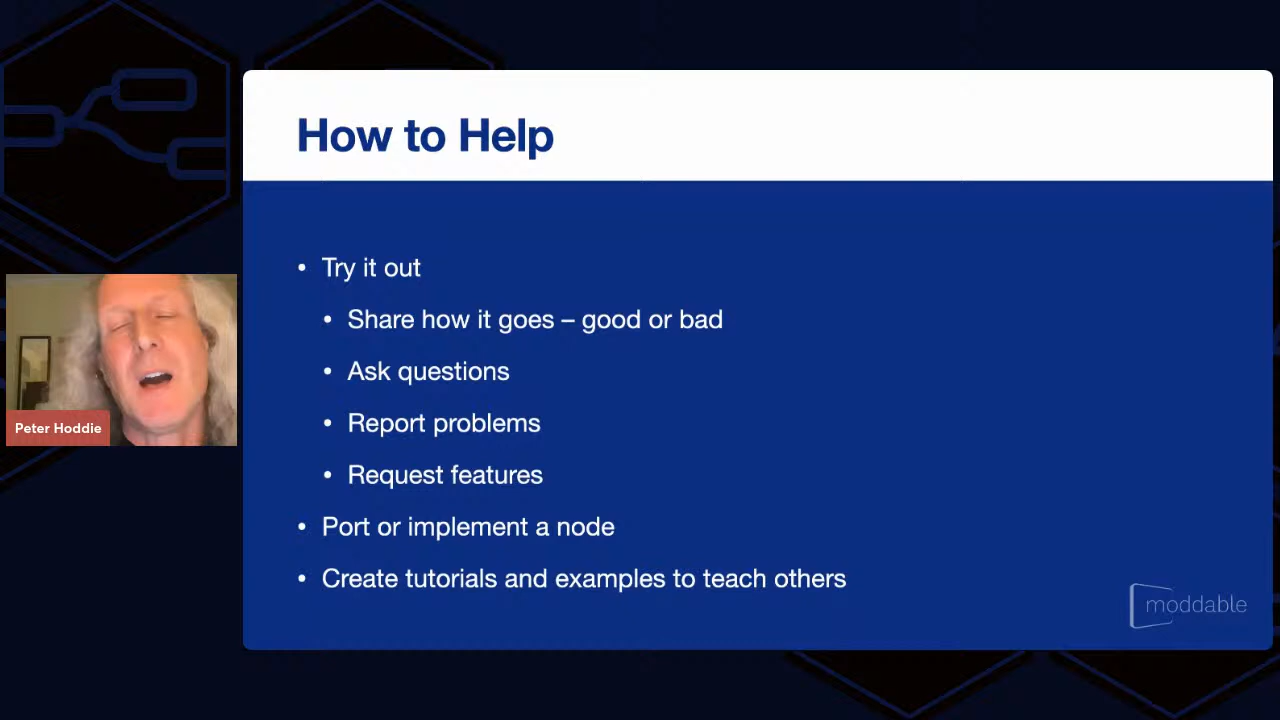 How to Help
• Try it out
• Share how it goes – good or bad
• Ask questions
• Report problems
• Request features
• Port or implement a node
• Create tutorials and examples to teach others
Peter Hoddie
moddable